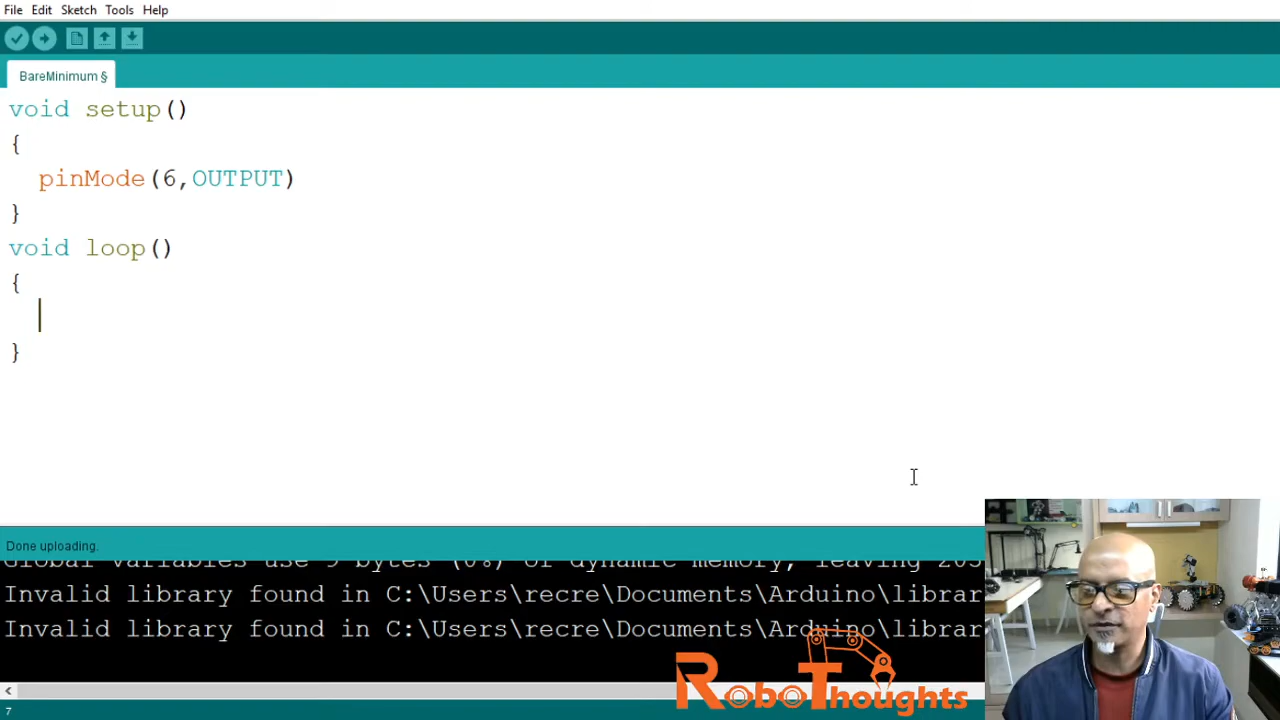 File Edit Sketch Tools Help
BareMinimum §
void setup()
{
pinMode(6,OUTPUT)
}
void loop()
{
}
Done uploading.
Global variables use 9 bytes (0%) of dynamic memory, leaving 203
Invalid library found in C:\Users\recre\Documents\Arduino\librar
Invalid library found in C:\Users\recre\Documents\Arduino\librar
RoboThoughts
7